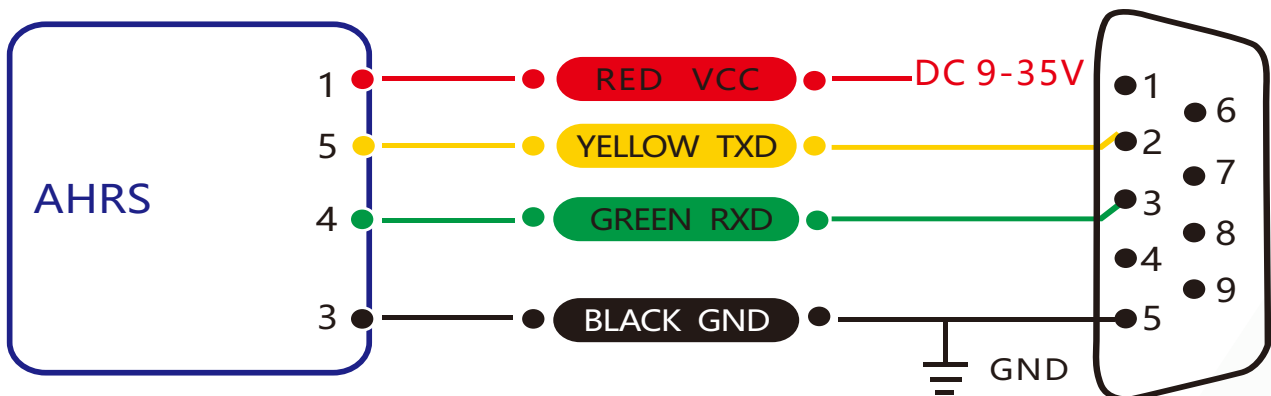 1 RED VCC DC 9-35V 1
6
5 YELLOW TXD 2
7
AHRS
3
4 GREEN RXD
8
4
9
3 BLACK GND 5
GND